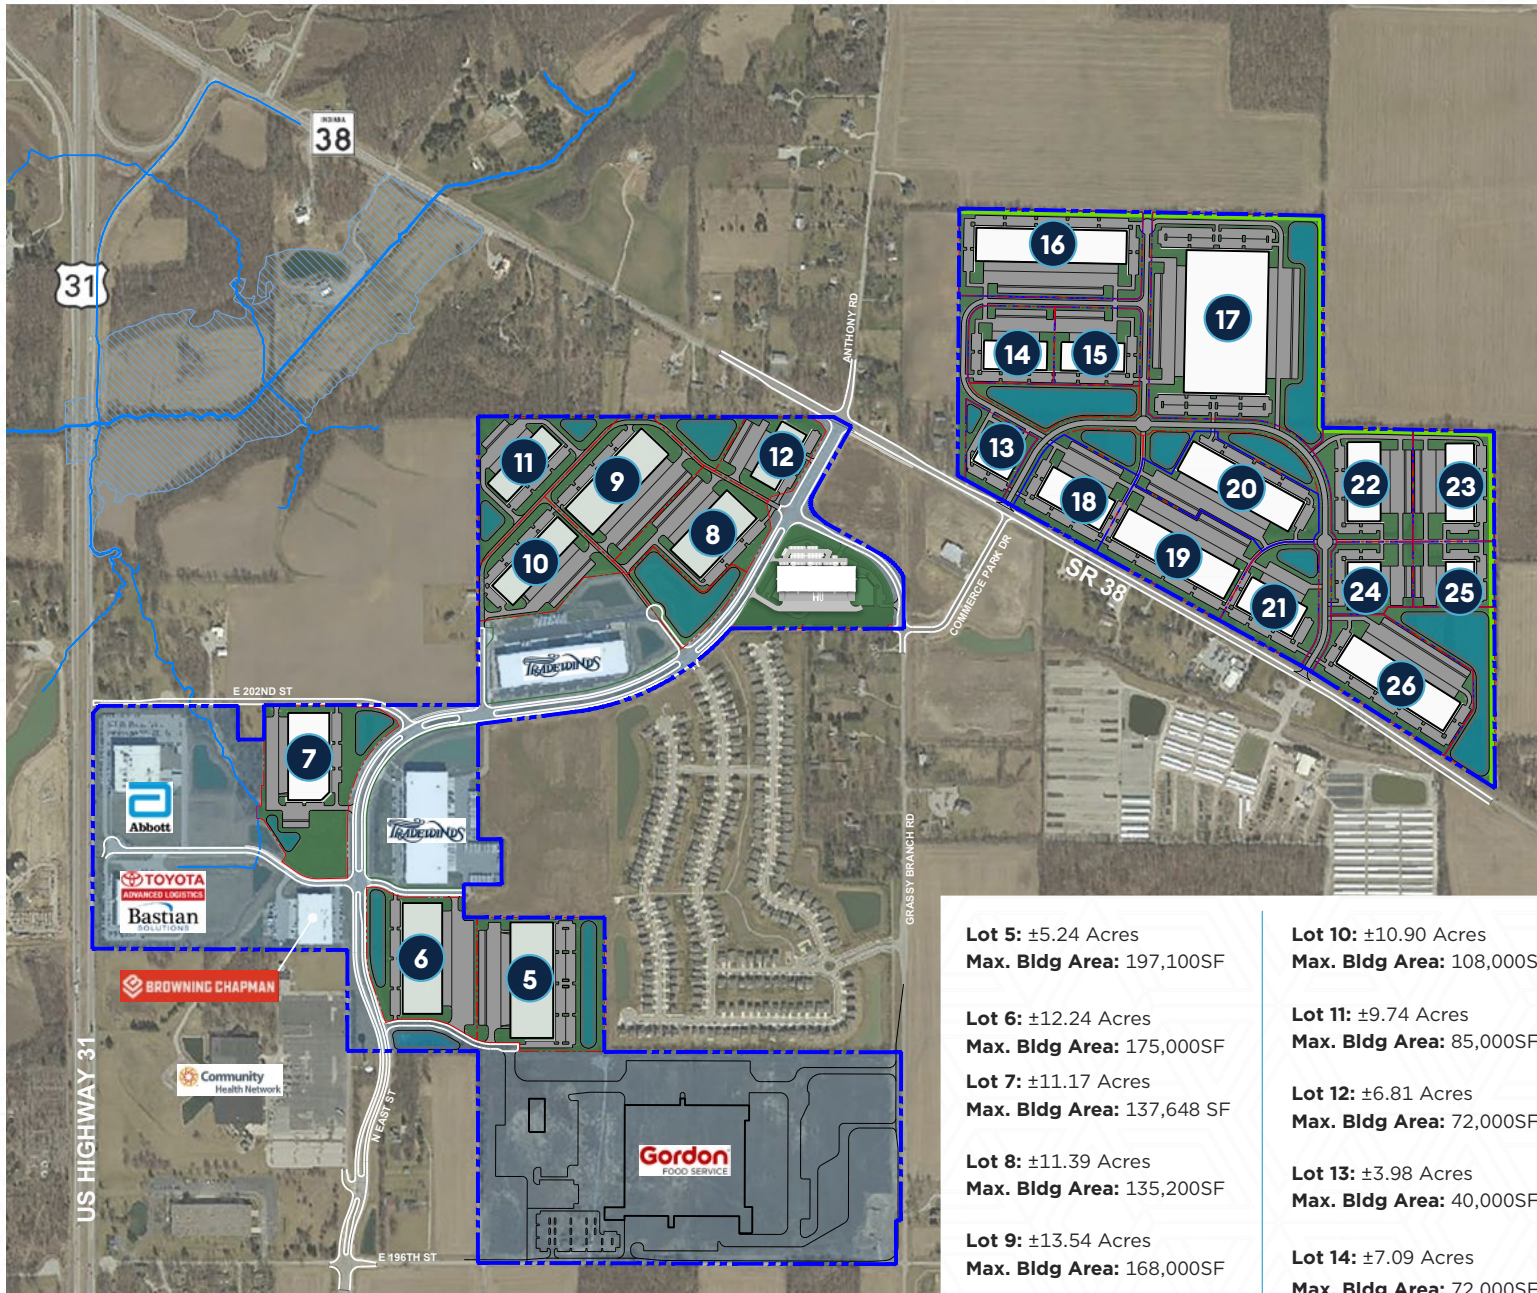 INDIANA
38
31
ANTHONY RD
16
17
14
15
13
18
20
22
23
19
21
24
25
26
SR 38
COMMERCE PARK DR
11
9
12
8
10
TRADEWINDS
E 202ND ST
7
Abbott
TRADEWINDS
TOYOTA
ADVANCED LOGISTICS
Bastian
SOLUTIONS
BROWNING CHAPMAN
6
5
GRASSY BRANCH RD
Community
Health Network
N EAST ST
US HIGHWAY 31
Gordon
FOOD SERVICE
E 196TH ST
Lot 5: ±5.24 Acres
Max. Bldg Area: 197,100SF
Lot 6: ±12.24 Acres
Max. Bldg Area: 175,000SF
Lot 7: ±11.17 Acres
Max. Bldg Area: 137,648 SF
Lot 8: ±11.39 Acres
Max. Bldg Area: 135,200SF
Lot 9: ±13.54 Acres
Max. Bldg Area: 168,000SF
Lot 10: ±10.90 Acres
Max. Bldg Area: 108,000S
Lot 11: ±9.74 Acres
Max. Bldg Area: 85,000SF
Lot 12: ±6.81 Acres
Max. Bldg Area: 72,000SF
Lot 13: ±3.98 Acres
Max. Bldg Area: 40,000SF
Lot 14: ±7.09 Acres
Max. Bldg Area: 72,000SF